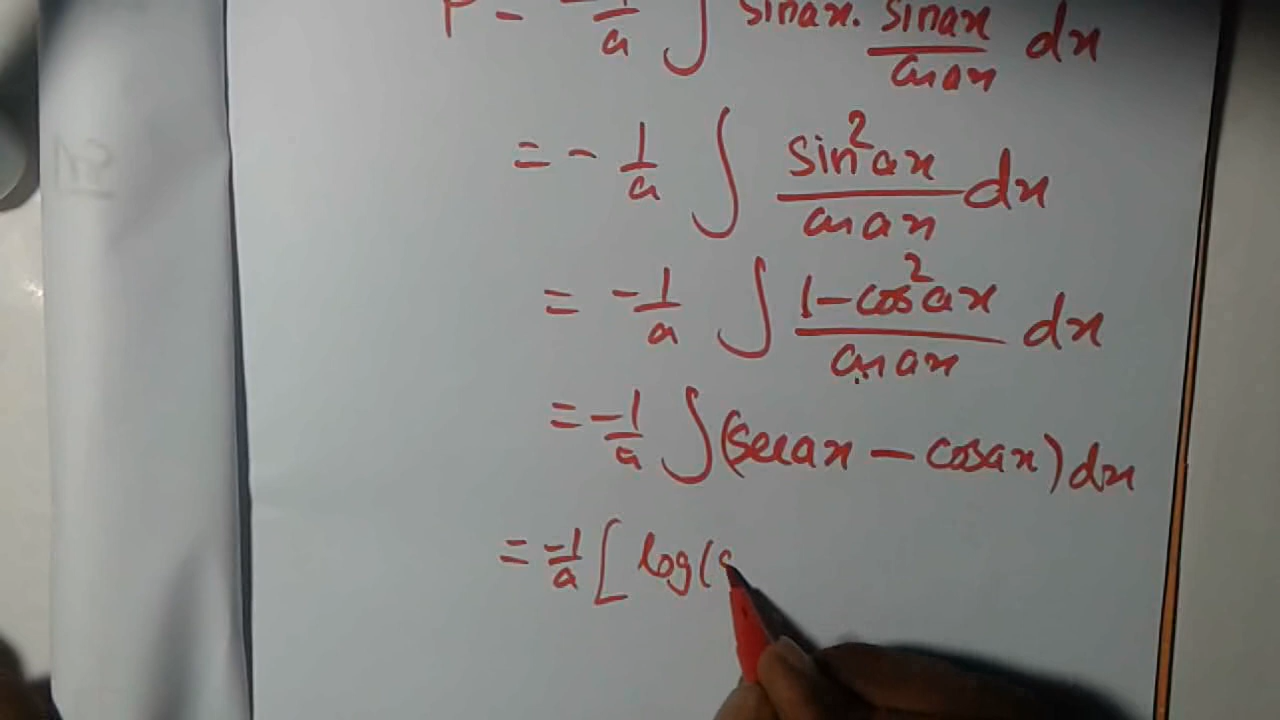 P = -1/a ∫ sinax. sinax/cosax dx
= - 1/a ∫ sin²ax/cosax dx
= -1/a ∫ 1-cos²ax/cosax dx
= -1/a ∫(secax - cosax)dx
= -1/a [ log(s